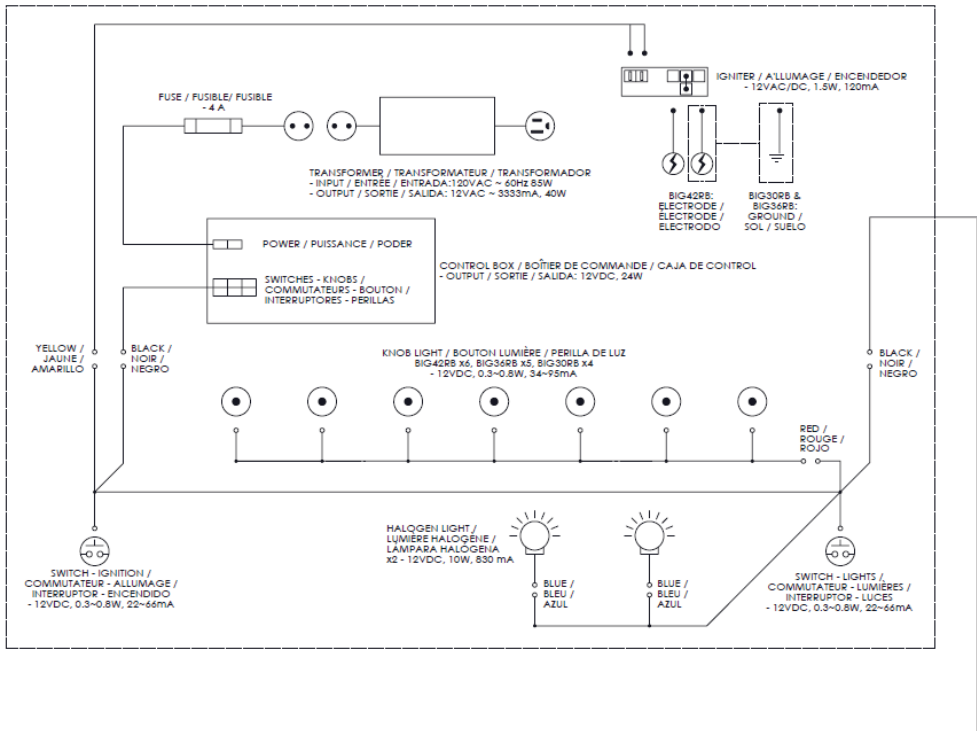 IGNITER / A'LLUMAGE / ENCENDEDOR
- 12VAC/DC, 1.5W, 120mA
FUSE / FUSIBLE/ FUSIBLE
- 4 A
TRANSFORMER / TRANSFORMATEUR / TRANSFORMADOR
- INPUT / ENTRÉE / ENTRADA:120VAC ~ 60Hz 85W
- OUTPUT / SORTIE / SALIDA: 12VAC ~ 3333mA, 40W
BIG42RB:
ELECTRODE /
ÉLECTRODE /
ELECTRODO
BIG30RB &
BIG36RB:
GROUND /
SOL / SUELO
POWER / PUISSANCE / PODER
SWITCHES - KNOBS /
COMMUTATEURS - BOUTON /
INTERRUPTORES - PERILLAS
CONTROL BOX / BOÎTIER DE COMMANDE / CAJA DE CONTROL
- OUTPUT / SORTIE / SALIDA: 12VDC, 24W
YELLOW /
JAUNE /
AMARILLO
BLACK /
NOIR /
NEGRO
KNOB LIGHT / BOUTON LUMIÈRE / PERILLA DE LUZ
BIG42RB x6, BIG36RB x5, BIG30RB x4
- 12VDC, 0.3~0.8W, 34~95mA
BLACK /
NOIR /
NEGRO
RED /
ROUGE /
ROJO
HALOGEN LIGHT /
LUMIÈRE HALOGÈNE /
LAMPARA HALÓGENA
x2 - 12VDC, 10W, 830 mA
BLUE /
BLEU /
AZUL
BLUE /
BLEU /
AZUL
SWITCH - IGNITION /
COMMUTATEUR - ALLUMAGE /
INTERRUPTOR - ENCENDIDO
- 12VDC, 0.3~0.8W, 22~66mA
SWITCH - LIGHTS /
COMMUTATEUR - LUMIÈRES /
INTERRUPTOR - LUCES
- 12VDC, 0.3~0.8W, 22~66mA